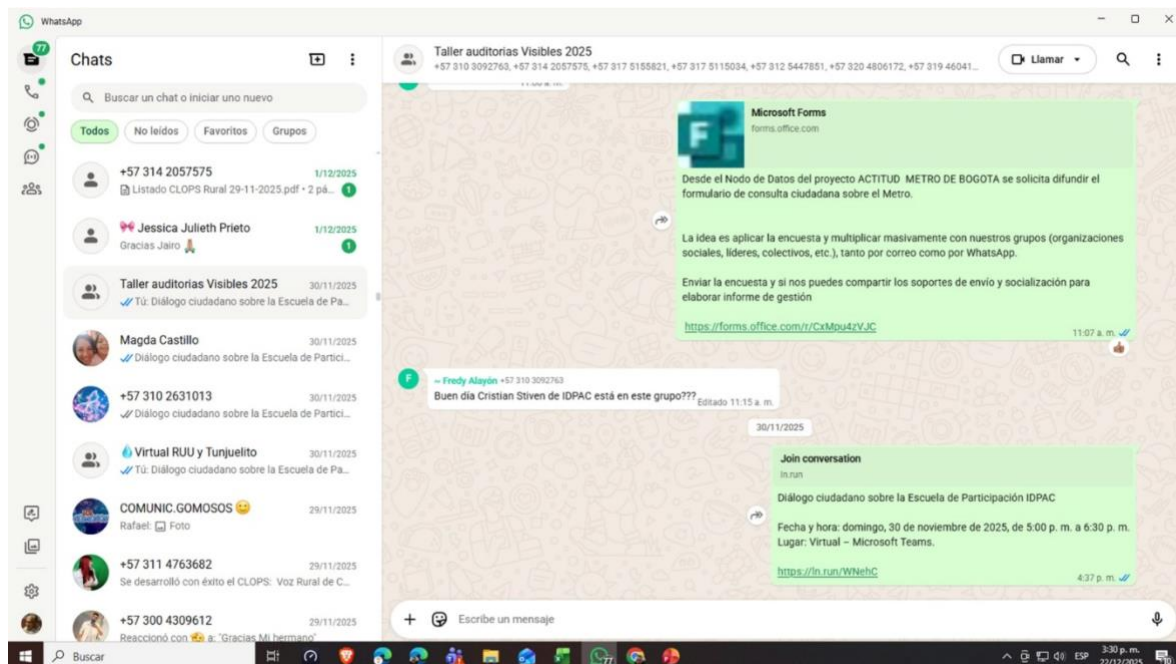 WhatsApp
77
Chats
Buscar un chat o iniciar uno nuevo
Todos No leídos Favoritos Grupos
+57 314 2057575 1/12/2025
Listado CLOPS Rural 29-11-2025.pdf • 2 pá... 1
Jessica Julieth Prieto 1/12/2025
Gracias Jairo 🙏🏼 1
Taller auditorias Visibles 2025 30/11/2025
Tú: Diálogo ciudadano sobre la Escuela de Pa...
Magda Castillo 30/11/2025
Diálogo ciudadano sobre la Escuela de Partici...
+57 310 2631013 30/11/2025
Diálogo ciudadano sobre la Escuela de Partici...
💧Virtual RUU y Tunjuelito 30/11/2025
Tú: Diálogo ciudadano sobre la Escuela de Pa...
COMUNIC.GOMOSOS 😊 29/11/2025
Rafael: Foto
+57 311 4763682 29/11/2025
Se desarrolló con éxito el CLOPS: Voz Rural de C...
+57 300 4309612 29/11/2025
Reaccionó con a: "Gracias Mi hermano"
Taller auditorias Visibles 2025
+57 310 3092763, +57 314 2057575, +57 317 5155821, +57 317 5115034, +57 312 5447851, +57 320 4806172, +57 319 46041...
Llamar
Microsoft Forms
forms.office.com
Desde el Nodo de Datos del proyecto ACTITUD METRO DE BOGOTA se solicita difundir el
formulario de consulta ciudadana sobre el Metro.
La idea es aplicar la encuesta y multiplicar masivamente con nuestros grupos (organizaciones
sociales, líderes, colectivos, etc.), tanto por correo como por WhatsApp.
Enviar la encuesta y si nos puedes compartir los soportes de envío y socialización para
elaborar informe de gestión
https://forms.office.com/r/CxMpu4zVJC
11:07 a. m.
F
~ Fredy Alayón +57 310 3092763
Buen día Cristian Stiven de IDPAC está en este grupo???
Editado 11:15 a. m.
30/11/2025
Join conversation
ln.run
Diálogo ciudadano sobre la Escuela de Participación IDPAC
Fecha y hora: domingo, 30 de noviembre de 2025, de 5:00 p. m. a 6:30 p. m.
Lugar: Virtual – Microsoft Teams.
https://ln.run/WNehC
4:37 p. m.
Escribe un mensaje
Buscar
77
ESP
3:30 p. m.
22/12/2025